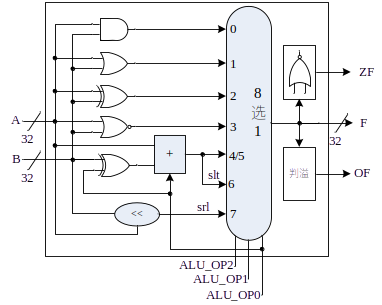 0
1
ZF
2
8
选
1
A
32
3
F
32
B
32
+
4/5
slt
6
判溢
OF
<<
srl
7
ALU_OP2
ALU_OP1
ALU_OP0